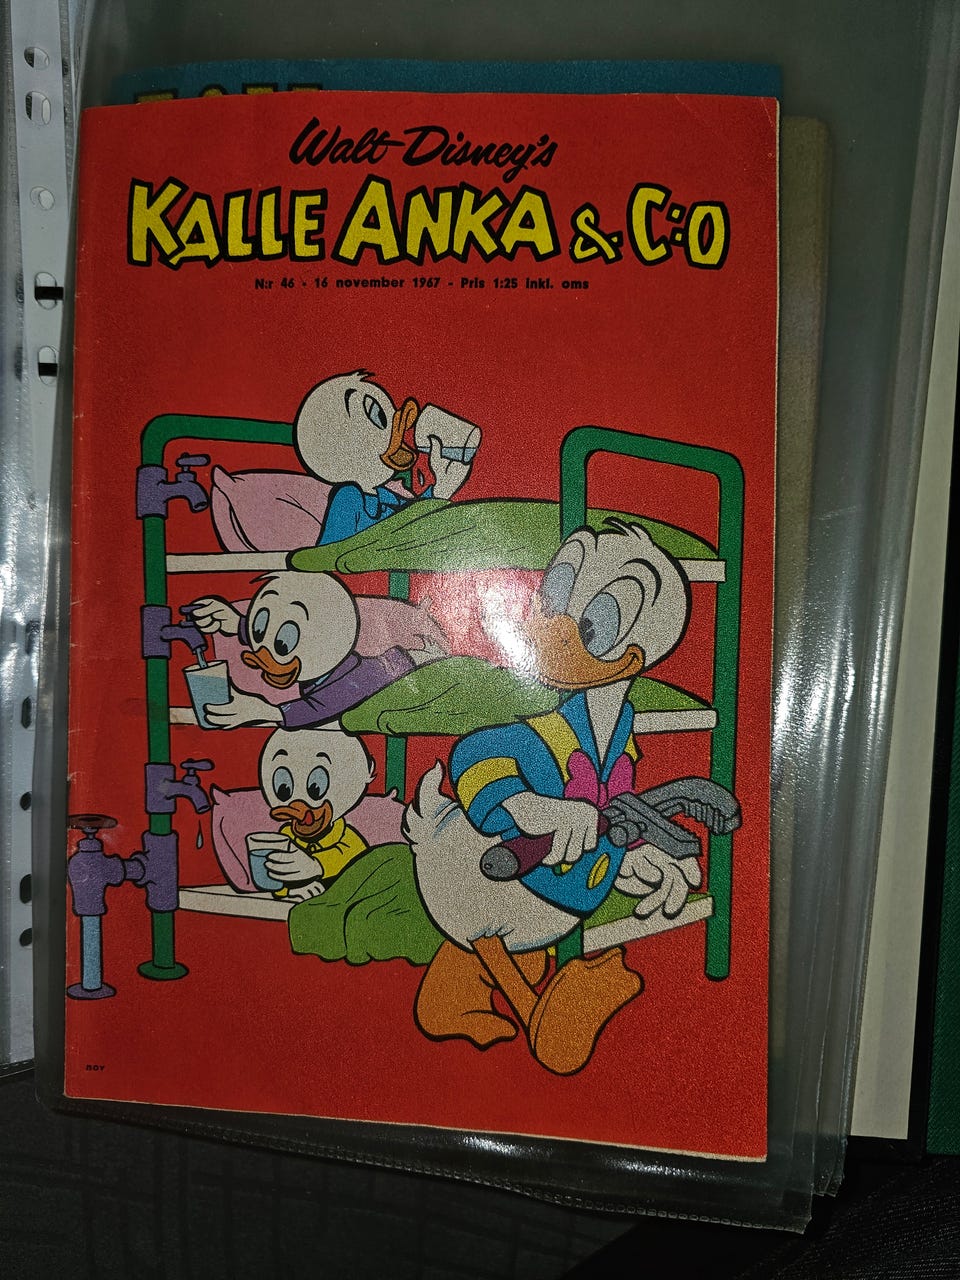 Walt Disney's
KALLE ANKA & C:O
N:r 46 - 16 november 1967 - Pris 1:25 inkl. oms